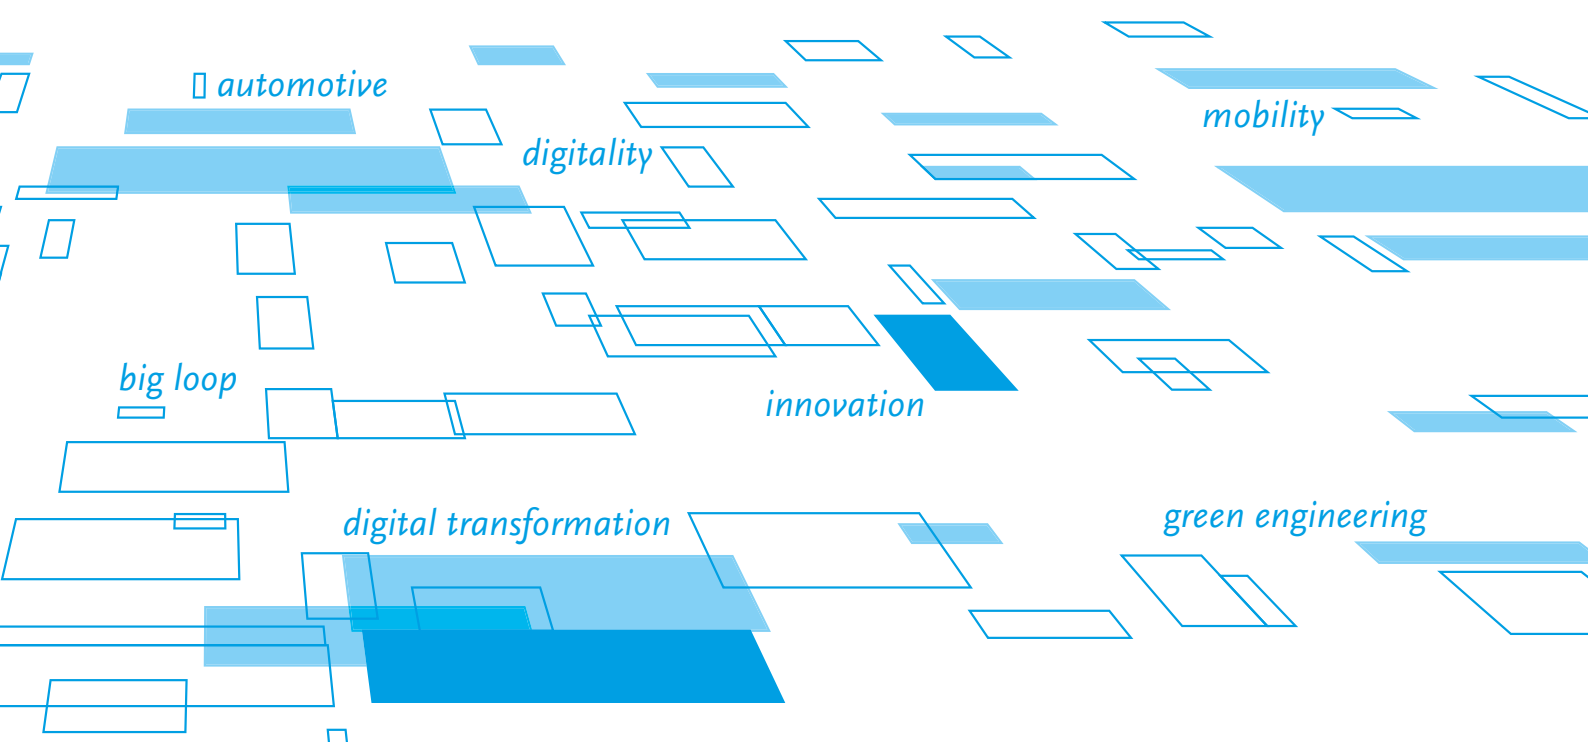 automotive
mobility
digitality
big loop
innovation
digital transformation
green engineering